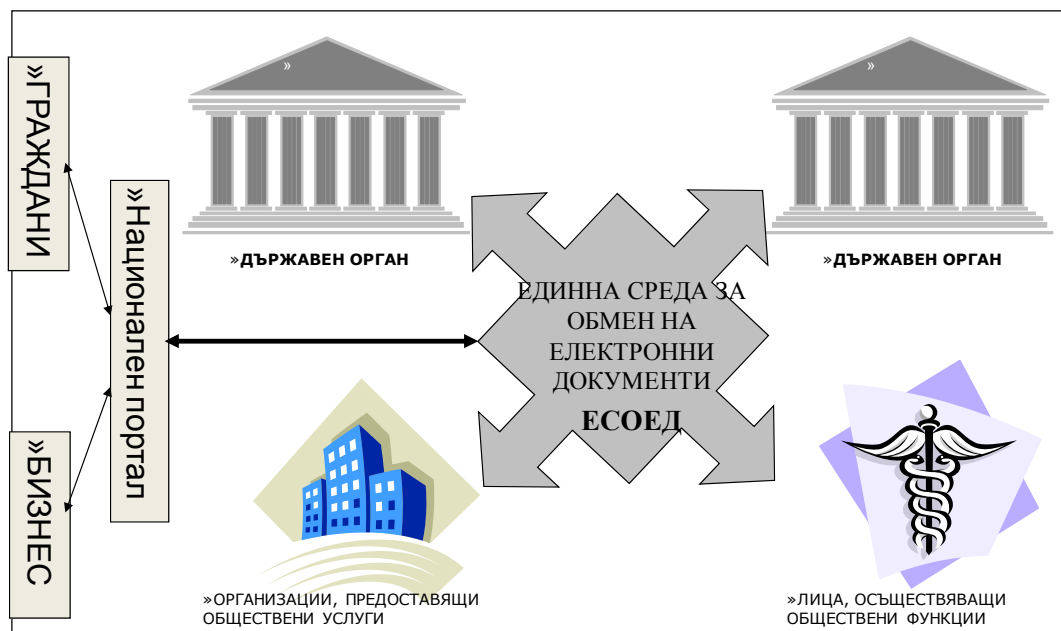 »ГРАЖДАНИ
»БИЗНЕС
»Национален портал
»
»ДЪРЖАВЕН ОРГАН
»
»ДЪРЖАВЕН ОРГАН
ЕДИННА СРЕДА ЗА
ОБМЕН НА
ЕЛЕКТРОННИ
ДОКУМЕНТИ
ЕСОЕД
»ОРГАНИЗАЦИИ, ПРЕДОСТАВЯЩИ
ОБЩЕСТВЕНИ УСЛУГИ
»ЛИЦА, ОСЪЩЕСТВЯВАЩИ
ОБЩЕСТВЕНИ ФУНКЦИИ